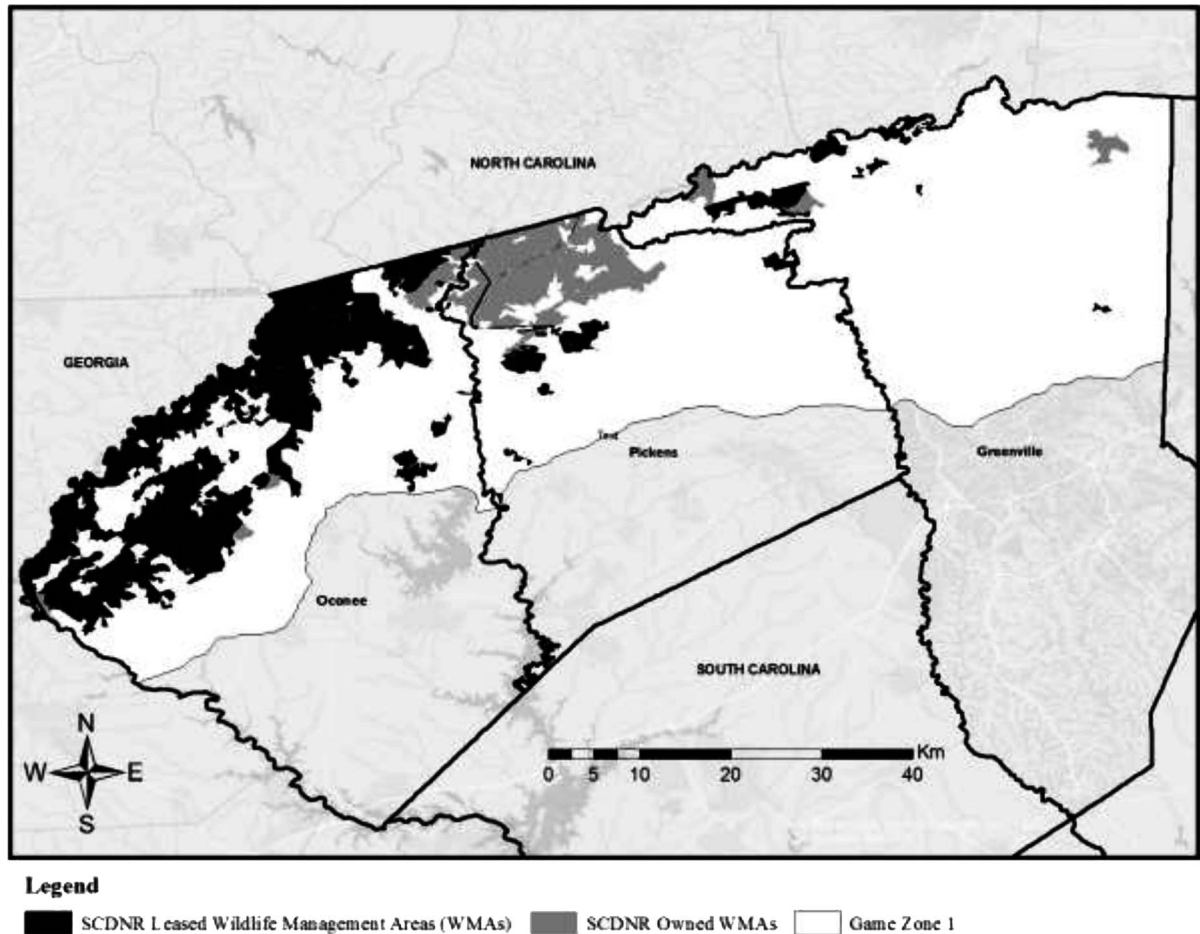 NORTH CAROLINA
GEORGIA
Text
Pickens
Greenville
Oconee
SOUTH CAROLINA
N
W E
S
Km
0 5 10 20 30 40
Legend
SCDNR Leased Wildlife Management Areas (WMAs) SCDNR Owned WMAs Game Zone 1